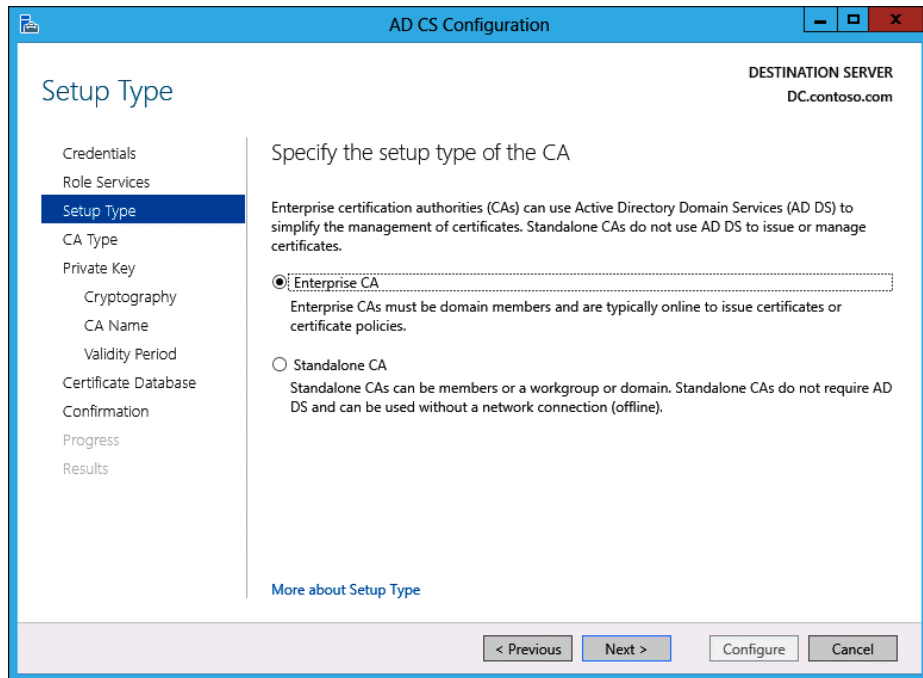 AD CS Configuration
x
DESTINATION SERVER
DC.contoso.com
Setup Type
Credentials
Role Services
Setup Type
CA Type
Private Key
Cryptography
CA Name
Validity Period
Certificate Database
Confirmation
Progress
Results
Specify the setup type of the CA
Enterprise certification authorities (CAs) can use Active Directory Domain Services (AD DS) to
simplify the management of certificates. Standalone CAs do not use AD DS to issue or manage
certificates.
Enterprise CA
Enterprise CAs must be domain members and are typically online to issue certificates or
certificate policies.
Standalone CA
Standalone CAs can be members or a workgroup or domain. Standalone CAs do not require AD
DS and can be used without a network connection (offline).
More about Setup Type
< Previous
Next >
Configure
Cancel